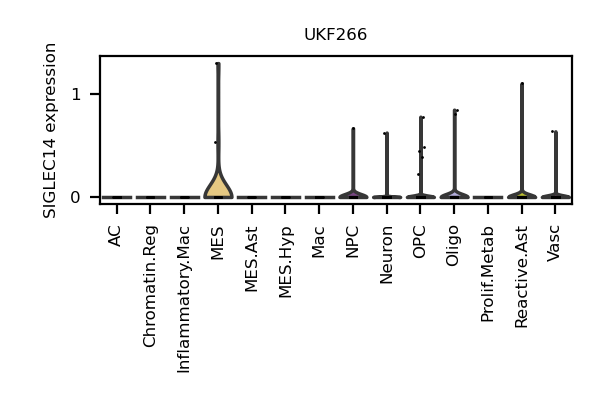 UKF266
SIGLEC14 expression
1
0
AC
Chromatin.Reg
Inflammatory.Mac
MES
MES.Ast
MES.Hyp
Mac
NPC
Neuron
OPC
Oligo
Prolif.Metab
Reactive.Ast
Vasc